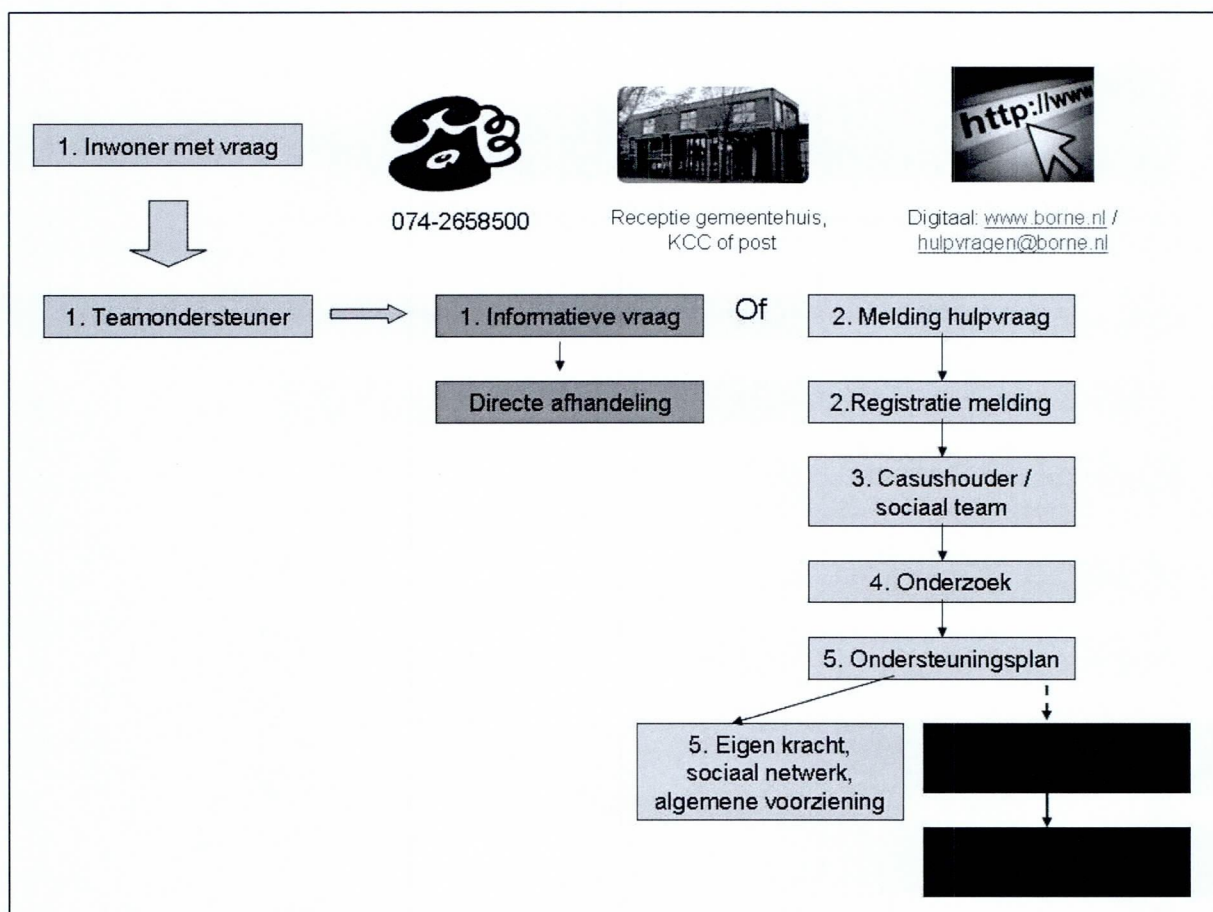 1. Inwoner met vraag
074-2658500
Receptie gemeentehuis,
KCC of post
http://www
Digitaal: www.borne.nl /
hulpvragen@borne.nl
1. Teamondersteuner
1. Informatieve vraag
Of
2. Melding hulpvraag
Directe afhandeling
2.Registratie melding
3. Casushouder /
sociaal team
4. Onderzoek
5. Ondersteuningsplan
5. Eigen kracht,
sociaal netwerk,
algemene voorziening